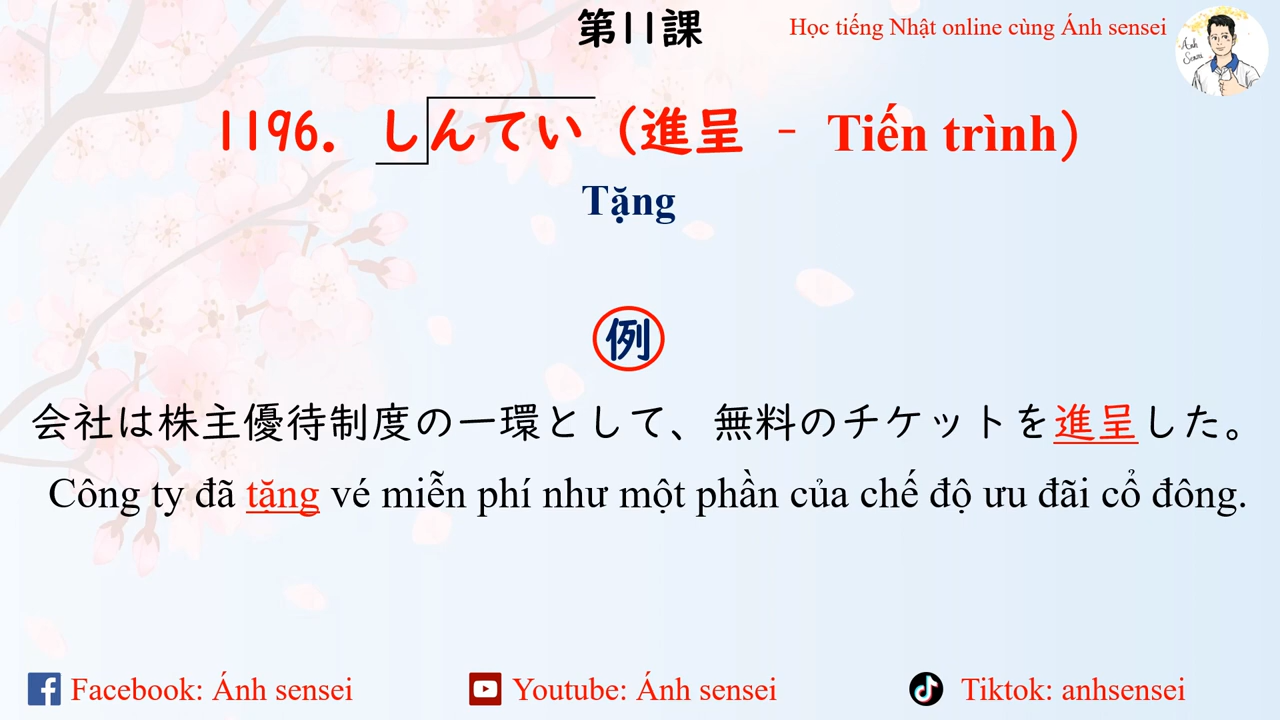 第11課
Học tiếng Nhật online cùng Ánh sensei
Ánh Sensei
1196. しんてい (進呈 - Tiến trình)
Tặng
例
会社は株主優待制度の一環として、無料のチケットを進呈した。
Công ty đã tặng vé miễn phí như một phần của chế độ ưu đãi cổ đông.
Facebook: Ánh sensei
Youtube: Ánh sensei
Tiktok: anhsensei